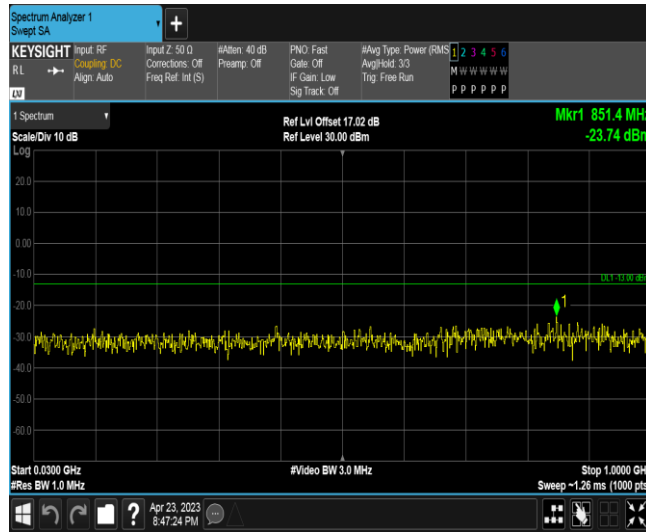 Spectrum Analyzer 1
Swept SA
+
KEYSIGHT Input: RF Input Z: 50 Ω #Atten: 40 dB PNO: Fast #Avg Type: Power (RMS 1 2 3 4 5 6
RL Coupling: DC Corrections: Off Preamp: Off Gate: Off Avg|Hold: 3/3 M W W W W W
Align: Auto Freq Ref: Int (S) IF Gain: Low Trig: Free Run
Sig Track: Off P P P P P P
LXI
1 Spectrum Ref Lvl Offset 17.02 dB Mkr1 851.4 MHz
Scale/Div 10 dB Ref Level 30.00 dBm -23.74 dBm
Log
20.0
10.0
0.00
-10.0
DL1 -13.00 dBm
1
-20.0
-30.0
-40.0
-50.0
-60.0
Start 0.0300 GHz #Video BW 3.0 MHz Stop 1.0000 GH
#Res BW 1.0 MHz Sweep ~1.26 ms (1000 pts
? Apr 23, 2023
8:47:24 PM